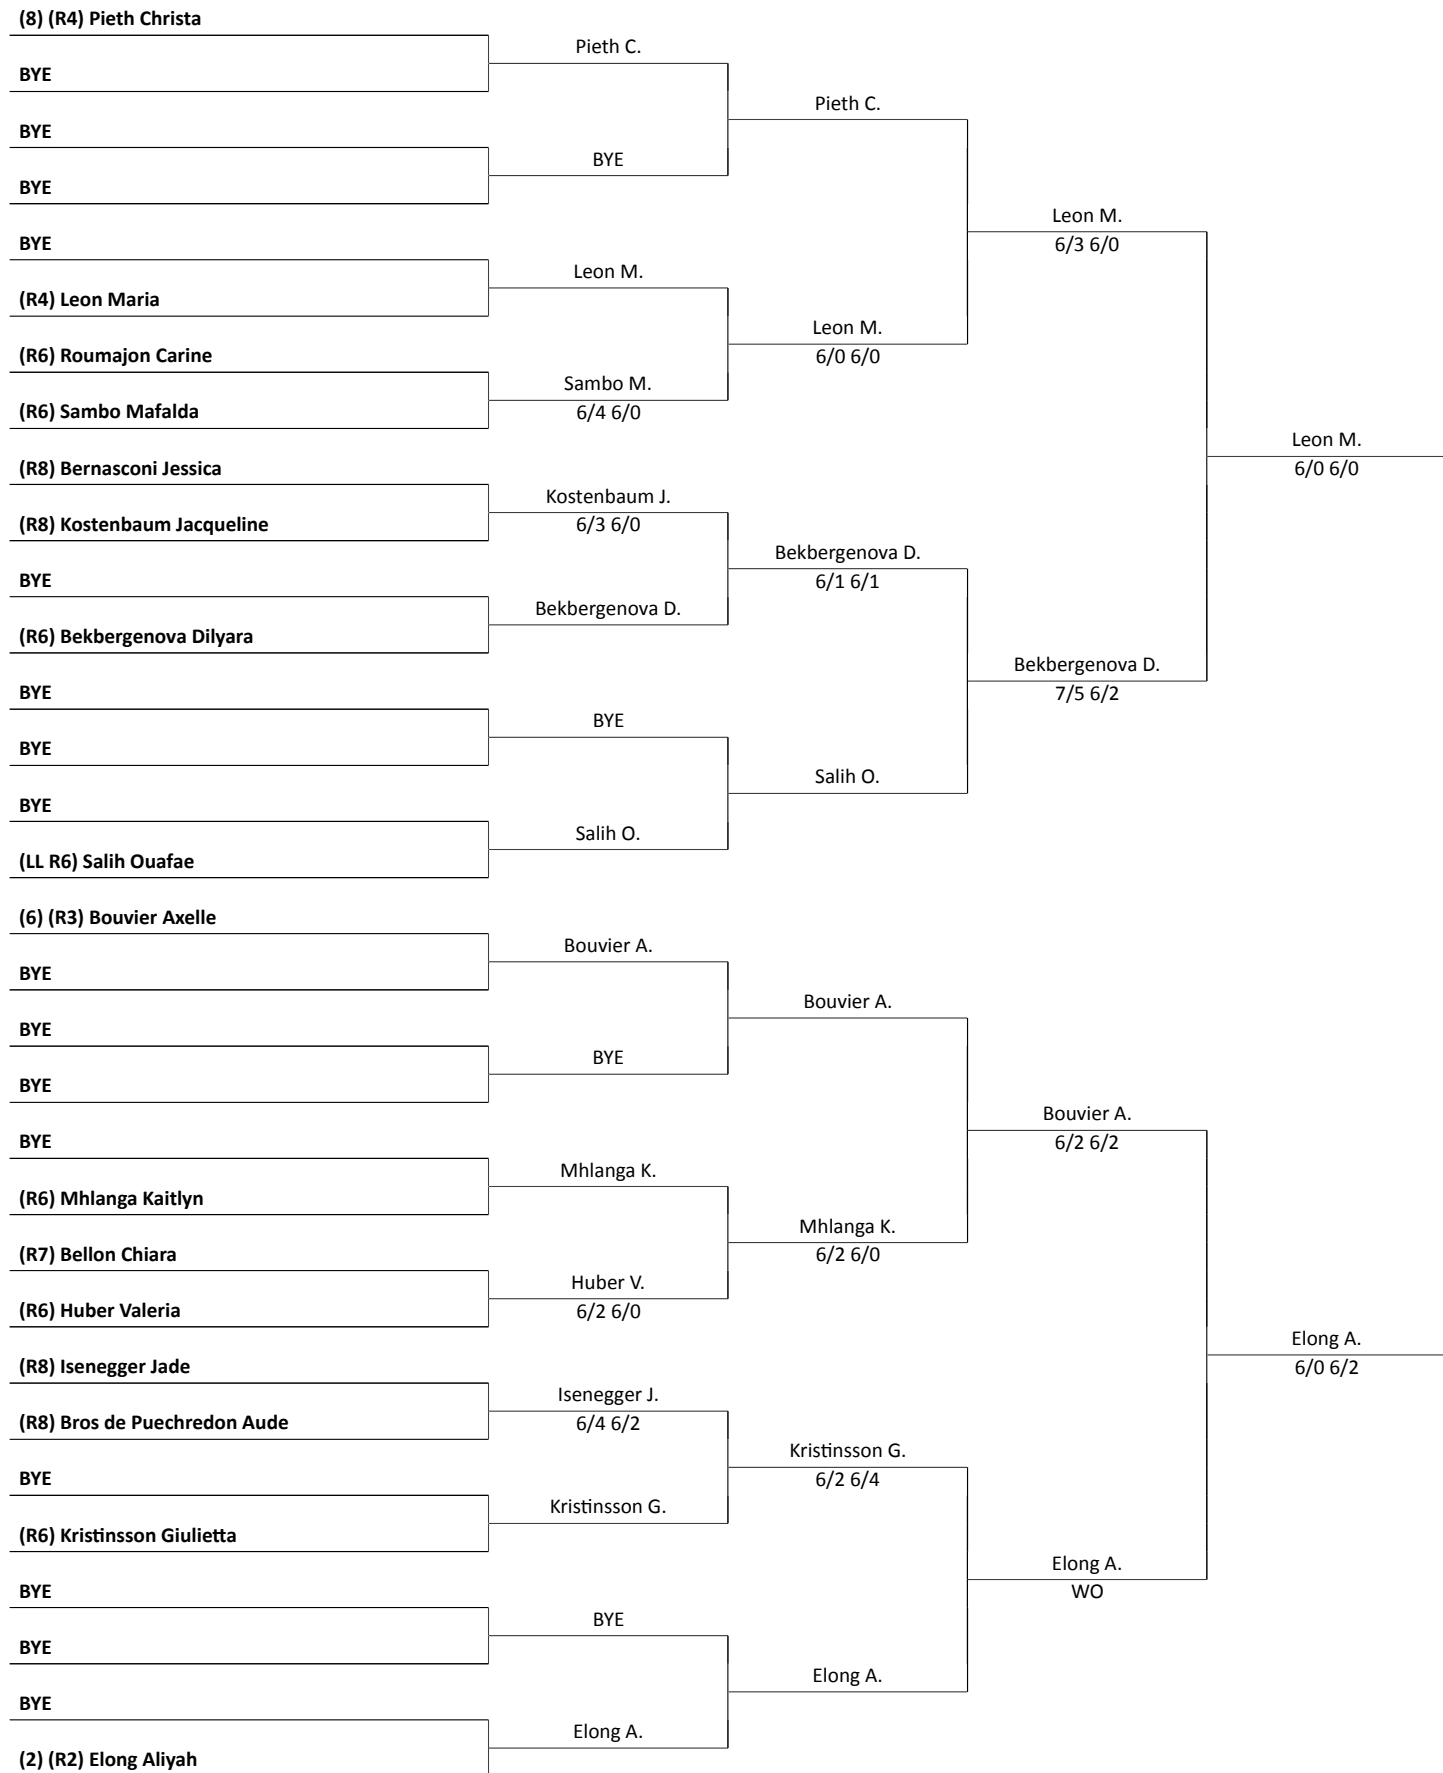 (8) (R4) Pieth Christa
Pieth C.
BYE
Pieth C.
BYE
BYE
BYE
BYE
Leon M.
6/3 6/0
Leon M.
(R4) Leon Maria
Leon M.
6/0 6/0
(R6) Roumajon Carine
Sambo M.
6/4 6/0
(R6) Sambo Mafalda
Leon M.
6/0 6/0
(R8) Bernasconi Jessica
Kostenbaum J.
6/3 6/0
(R8) Kostenbaum Jacqueline
Bekbergenova D.
6/1 6/1
BYE
Bekbergenova D.
(R6) Bekbergenova Dilyara
Bekbergenova D.
7/5 6/2
BYE
BYE
BYE
Salih O.
BYE
Salih O.
(LL R6) Salih Ouafae
(6) (R3) Bouvier Axelle
Bouvier A.
BYE
Bouvier A.
BYE
BYE
BYE
Bouvier A.
6/2 6/2
BYE
Mhlanga K.
(R6) Mhlanga Kaitlyn
Mhlanga K.
6/2 6/0
(R7) Bellon Chiara
Huber V.
6/2 6/0
(R6) Huber Valeria
Elong A.
6/0 6/2
(R8) Isenegger Jade
Isenegger J.
6/4 6/2
(R8) Bros de Puechredon Aude
Kristinsson G.
6/2 6/4
BYE
Kristinsson G.
(R6) Kristinsson Giulietta
Elong A.
WO
BYE
BYE
BYE
Elong A.
BYE
Elong A.
(2) (R2) Elong Aliyah